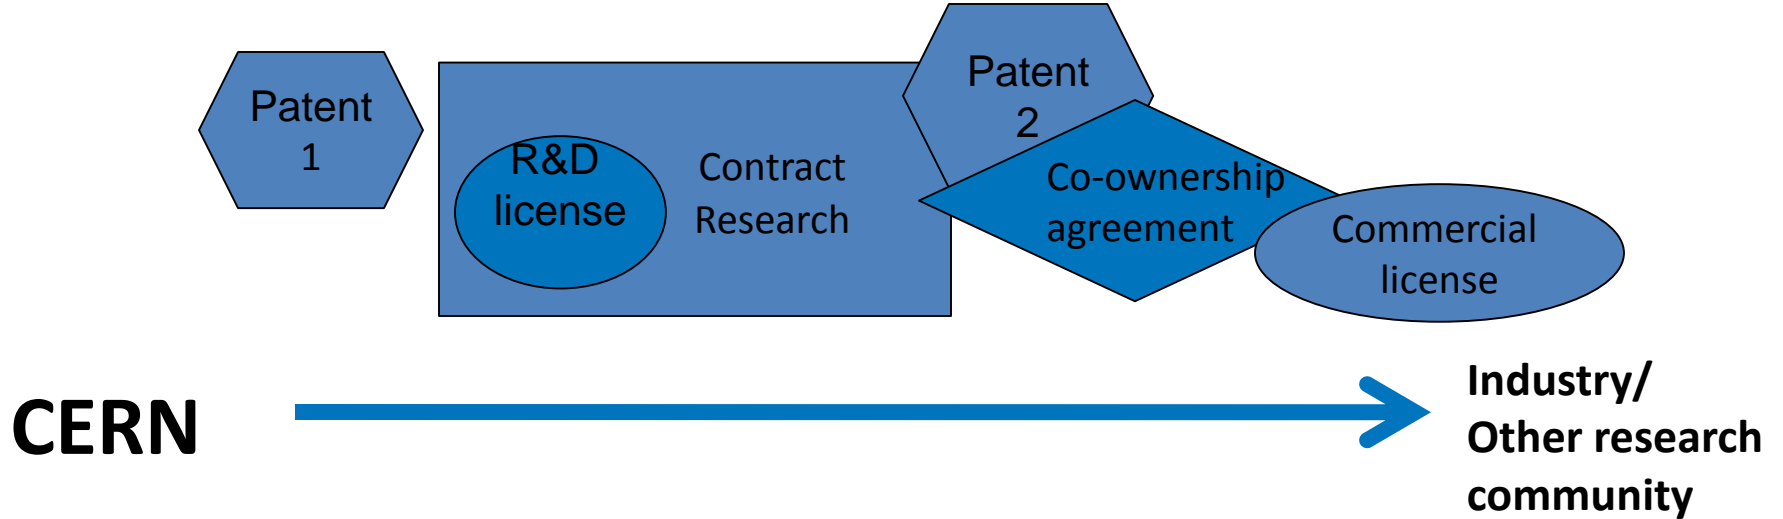 Patent
1
R&D
license
Contract
Research
Patent
2
Co-ownership
agreement
Commercial
license
CERN
Industry/
Other research
community